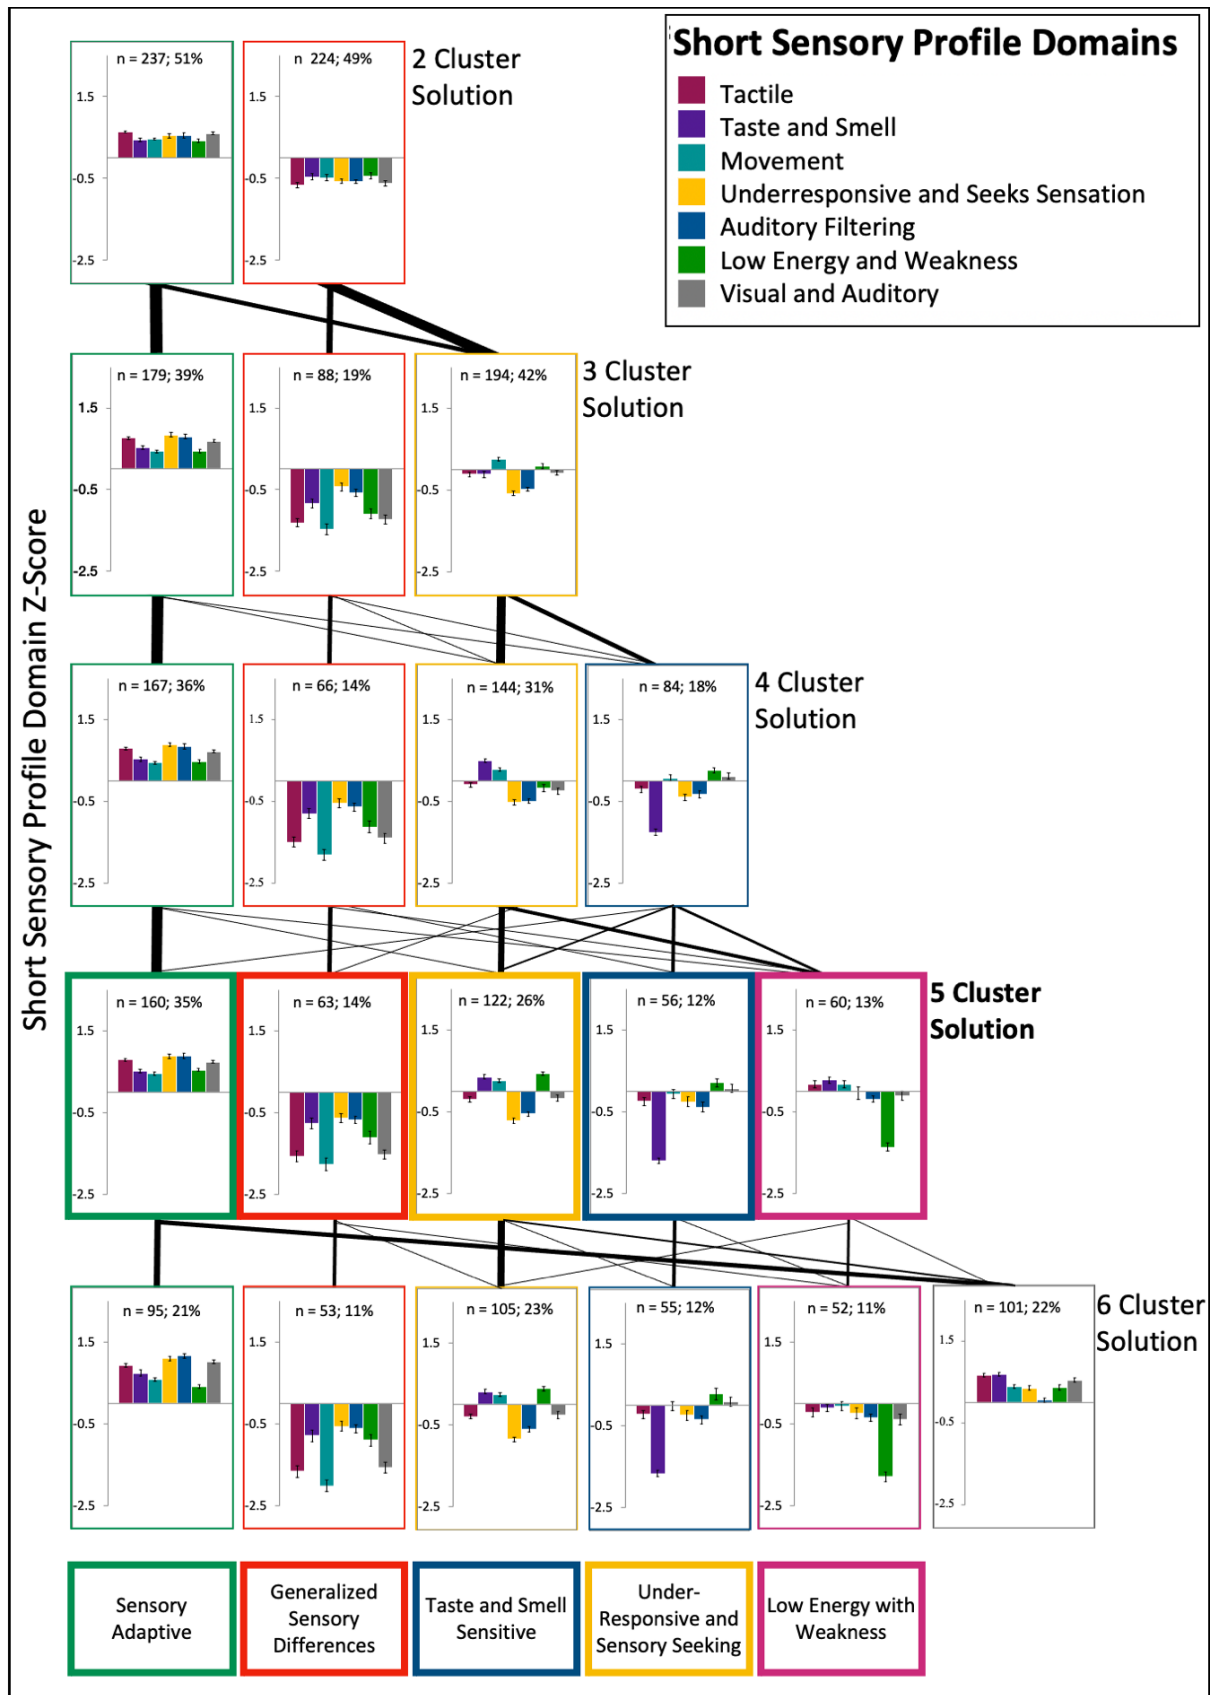 Short Sensory Profile Domains
Tactile
Taste and Smell
Movement
Underresponsive and Seeks Sensation
Auditory Filtering
Low Energy and Weakness
Visual and Auditory
Short Sensory Profile Domain Z-Score
n = 237; 51%
1.5
-0.5
-2.5
n 224; 49%
1.5
-0.5
-2.5
2 Cluster
Solution
n = 179; 39%
1.5
-0.5
-2.5
n = 88; 19%
1.5
-0.5
-2.5
n = 194; 42%
1.5
-0.5
-2.5
3 Cluster
Solution
n = 167; 36%
1.5
-0.5
-2.5
n = 66; 14%
1.5
-0.5
-2.5
n = 144; 31%
1.5
-0.5
-2.5
n = 84; 18%
1.5
-0.5
-2.5
4 Cluster
Solution
n = 160; 35%
1.5
-0.5
-2.5
n = 63; 14%
1.5
-0.5
-2.5
n = 122; 26%
1.5
-0.5
-2.5
n = 56; 12%
1.5
-0.5
-2.5
n = 60; 13%
1.5
-0.5
-2.5
5 Cluster
Solution
n = 95; 21%
1.5
-0.5
-2.5
n = 53; 11%
1.5
-0.5
-2.5
n = 105; 23%
1.5
-0.5
-2.5
n = 55; 12%
1.5
-0.5
-2.5
n = 52; 11%
1.5
-0.5
-2.5
n = 101; 22%
1.5
-0.5
-2.5
6 Cluster
Solution
Sensory
Adaptive
Generalized
Sensory
Differences
Taste and Smell
Sensitive
Under-
Responsive and
Sensory Seeking
Low Energy with
Weakness